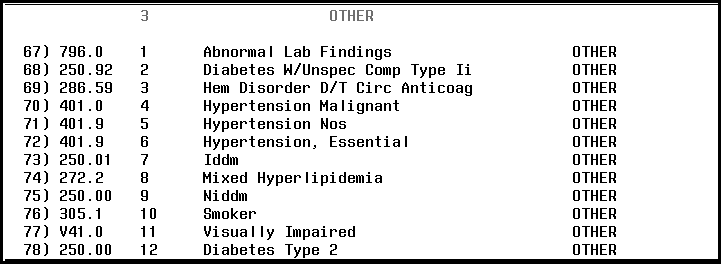 3 OTHER
67) 796.0 1 Abnormal Lab Findings OTHER
68) 250.92 2 Diabetes W/Unspec Comp Type Ii OTHER
69) 286.59 3 Hem Disorder D/T Circ Anticoag OTHER
70) 401.0 4 Hypertension Malignant OTHER
71) 401.9 5 Hypertension Nos OTHER
72) 401.9 6 Hypertension, Essential OTHER
73) 250.01 7 Iddm OTHER
74) 272.2 8 Mixed Hyperlipidemia OTHER
75) 250.00 9 Niddm OTHER
76) 305.1 10 Smoker OTHER
77) V41.0 11 Visually Impaired OTHER
78) 250.00 12 Diabetes Type 2 OTHER